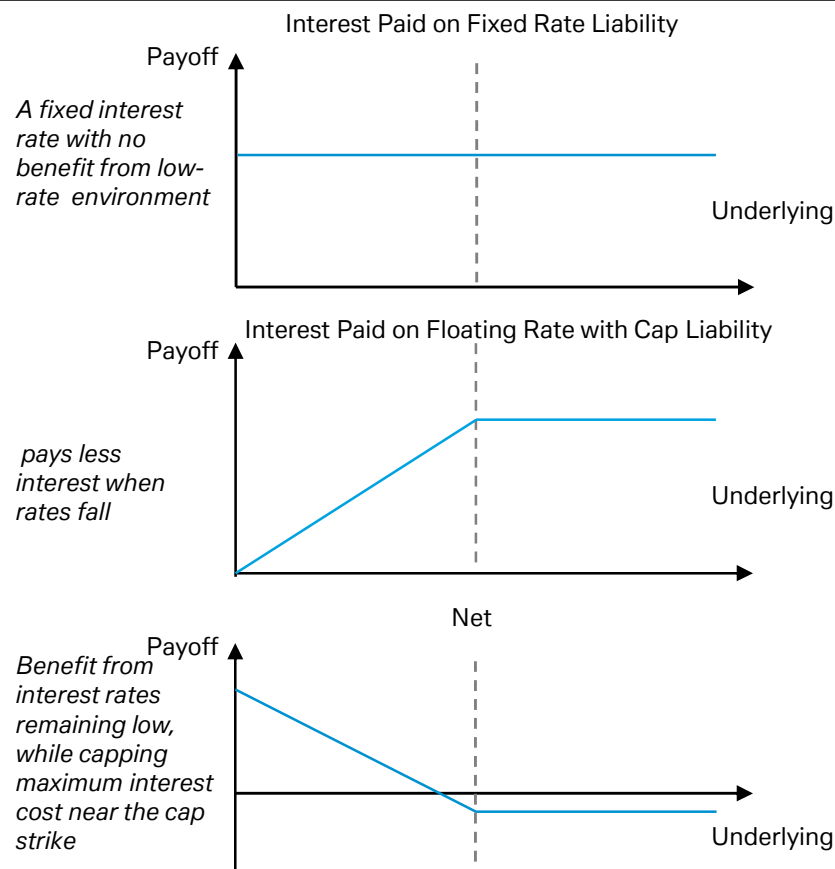 Interest Paid on Fixed Rate Liability
Payoff
A fixed interest
rate with no
benefit from low-
rate environment
Underlying
Interest Paid on Floating Rate with Cap Liability
Payoff
pays less
interest when
rates fall
Underlying
Net
Payoff
Benefit from
interest rates
remaining low,
while capping
maximum interest
cost near the cap
strike
Underlying